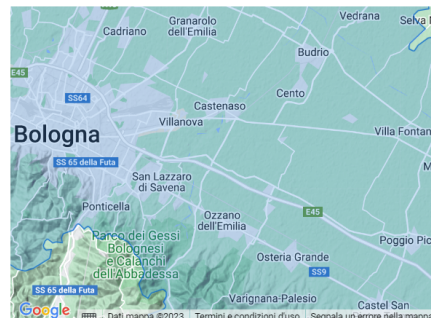 Vedrana
Selva
Granarolo
dell'Emilia
Cadriano
Budrio
E45
Cento
SS64
Castenaso
Villanova
Bologna
Villa Fontan
SS 65 della Futa
M
San Lazzaro
di Savena
Ponticella
Ozzano
dell'Emilia
E45
Parco dei Gessi
Bolognesi
e Calanchi
dell'Abbadessa
Poggio Pic
Osteria Grande
SS9
SS 65 della Futa
Varignana-Palesio
Castel San
Google
Dati mappa ©2023
Termini e condizioni d'uso
Segnala un errore nella mappa